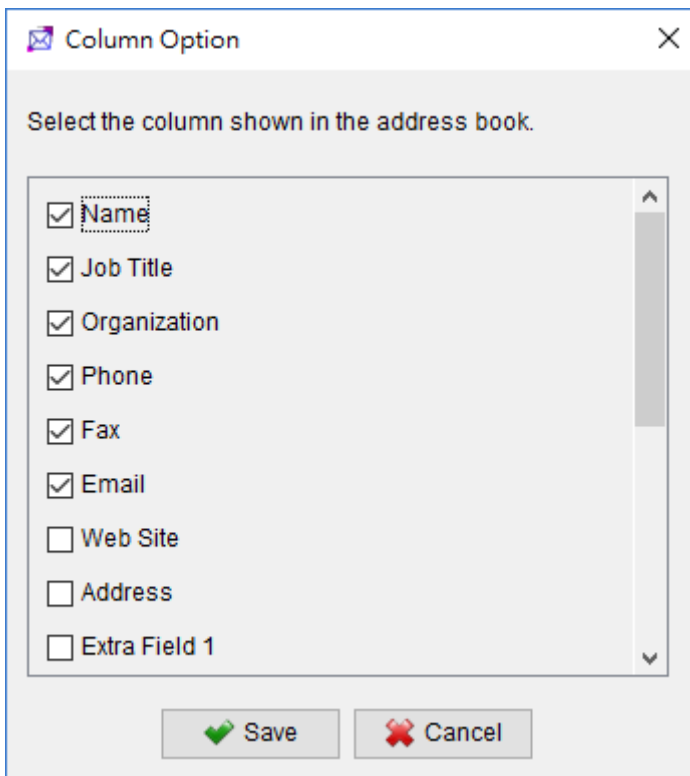 Column Option
Select the column shown in the address book.
Name
Job Title
Organization
Phone
Fax
Email
Web Site
Address
Extra Field 1
Save
Cancel